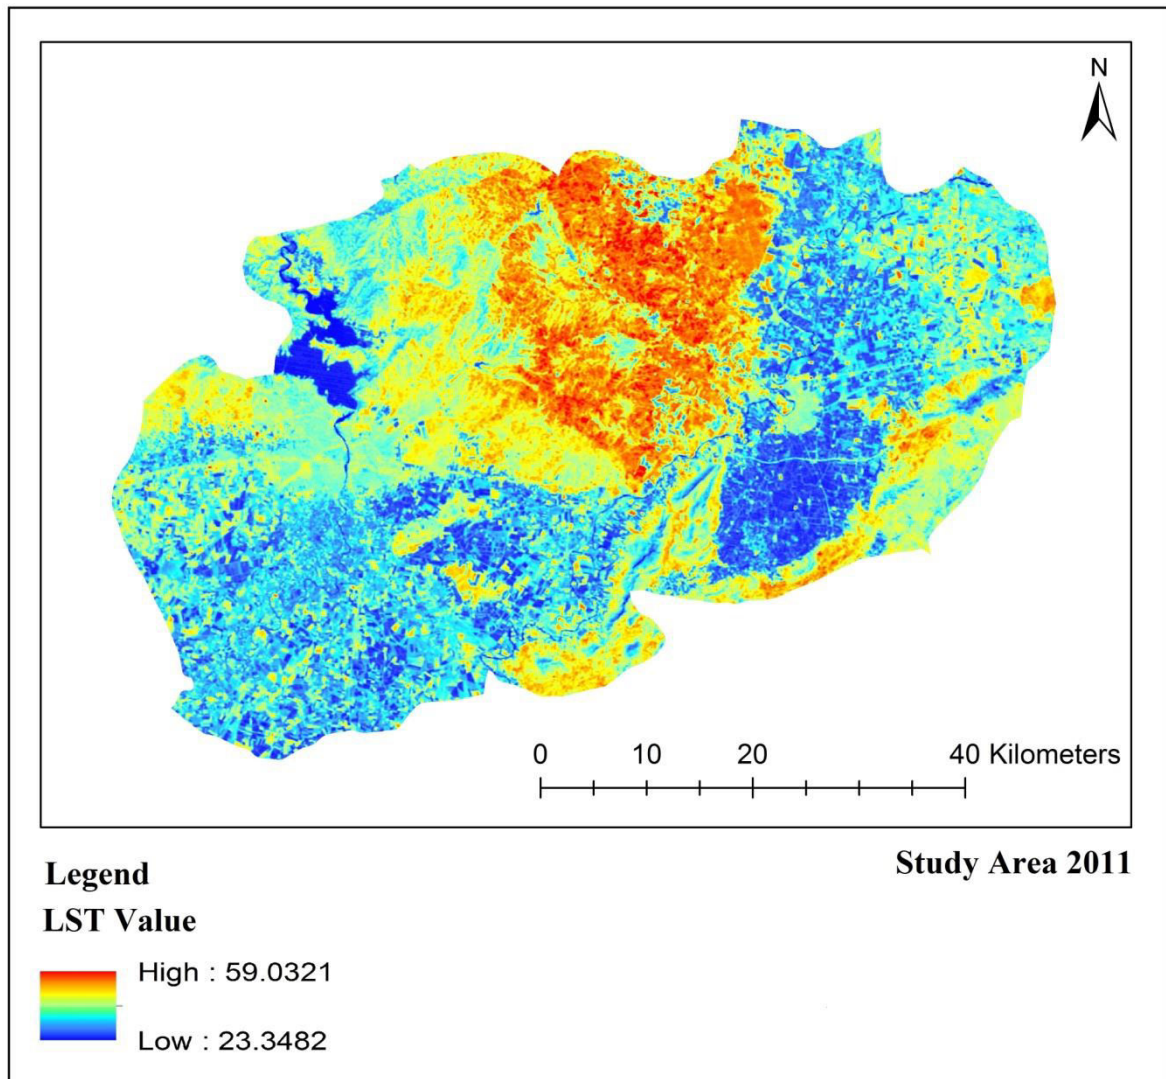 N
0 10 20 40 Kilometers
Study Area 2011
Legend
LST Value
High : 59.0321
Low : 23.3482